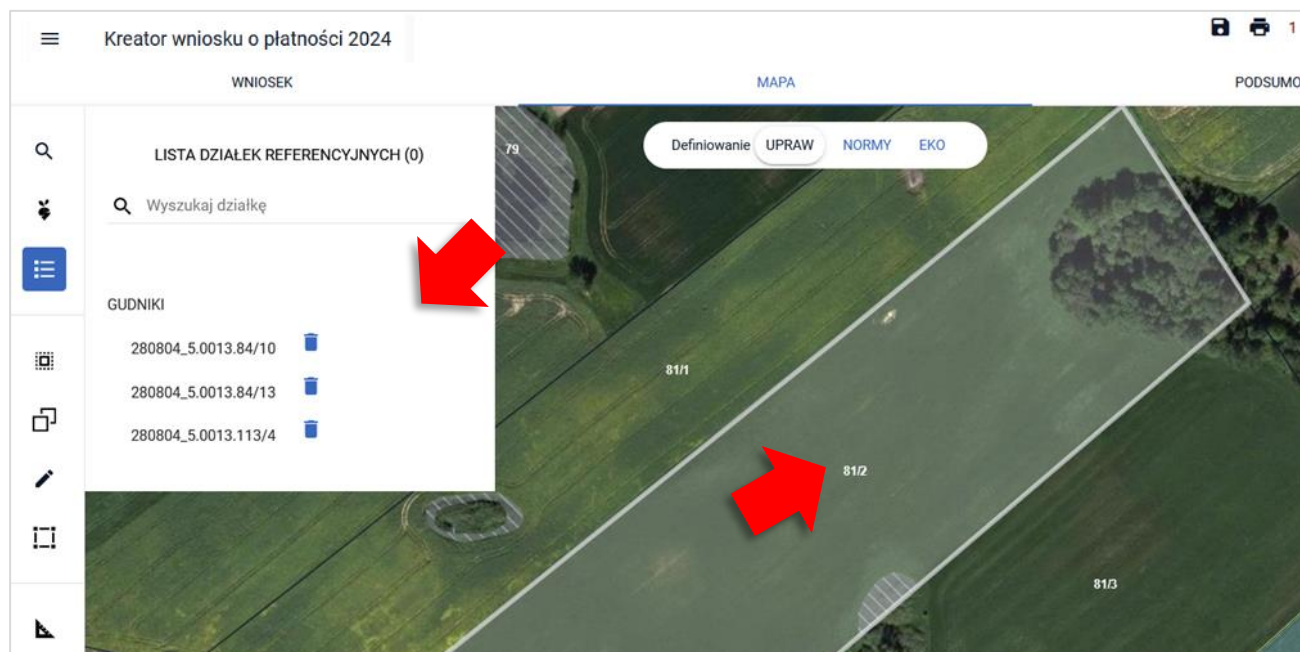 Kreator wniosku o płatności 2024
1
WNIOSEK
MAPA
PODSUMO
LISTA DZIAŁEK REFERENCYJNYCH (0)
Wyszukaj działkę
GUDNIKI
280804_5.0013.84/10
280804_5.0013.84/13
280804_5.0013.113/4
79
Definiowanie UPRAW NORMY EKO
81/1
81/2
81/3